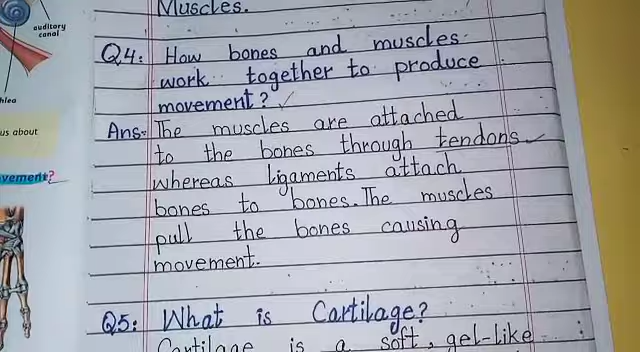 Muscles.
auditory
canal
hlea
us about
vement?
Q4: How bones and muscles
work together to produce
movement?
Ans- The muscles are attached
to the bones through tendons
whereas ligaments attach
bones to bones. The muscles
pull the bones causing
movement.
Q5: What is Cartilage?
Cartilage is a soft, gel-like